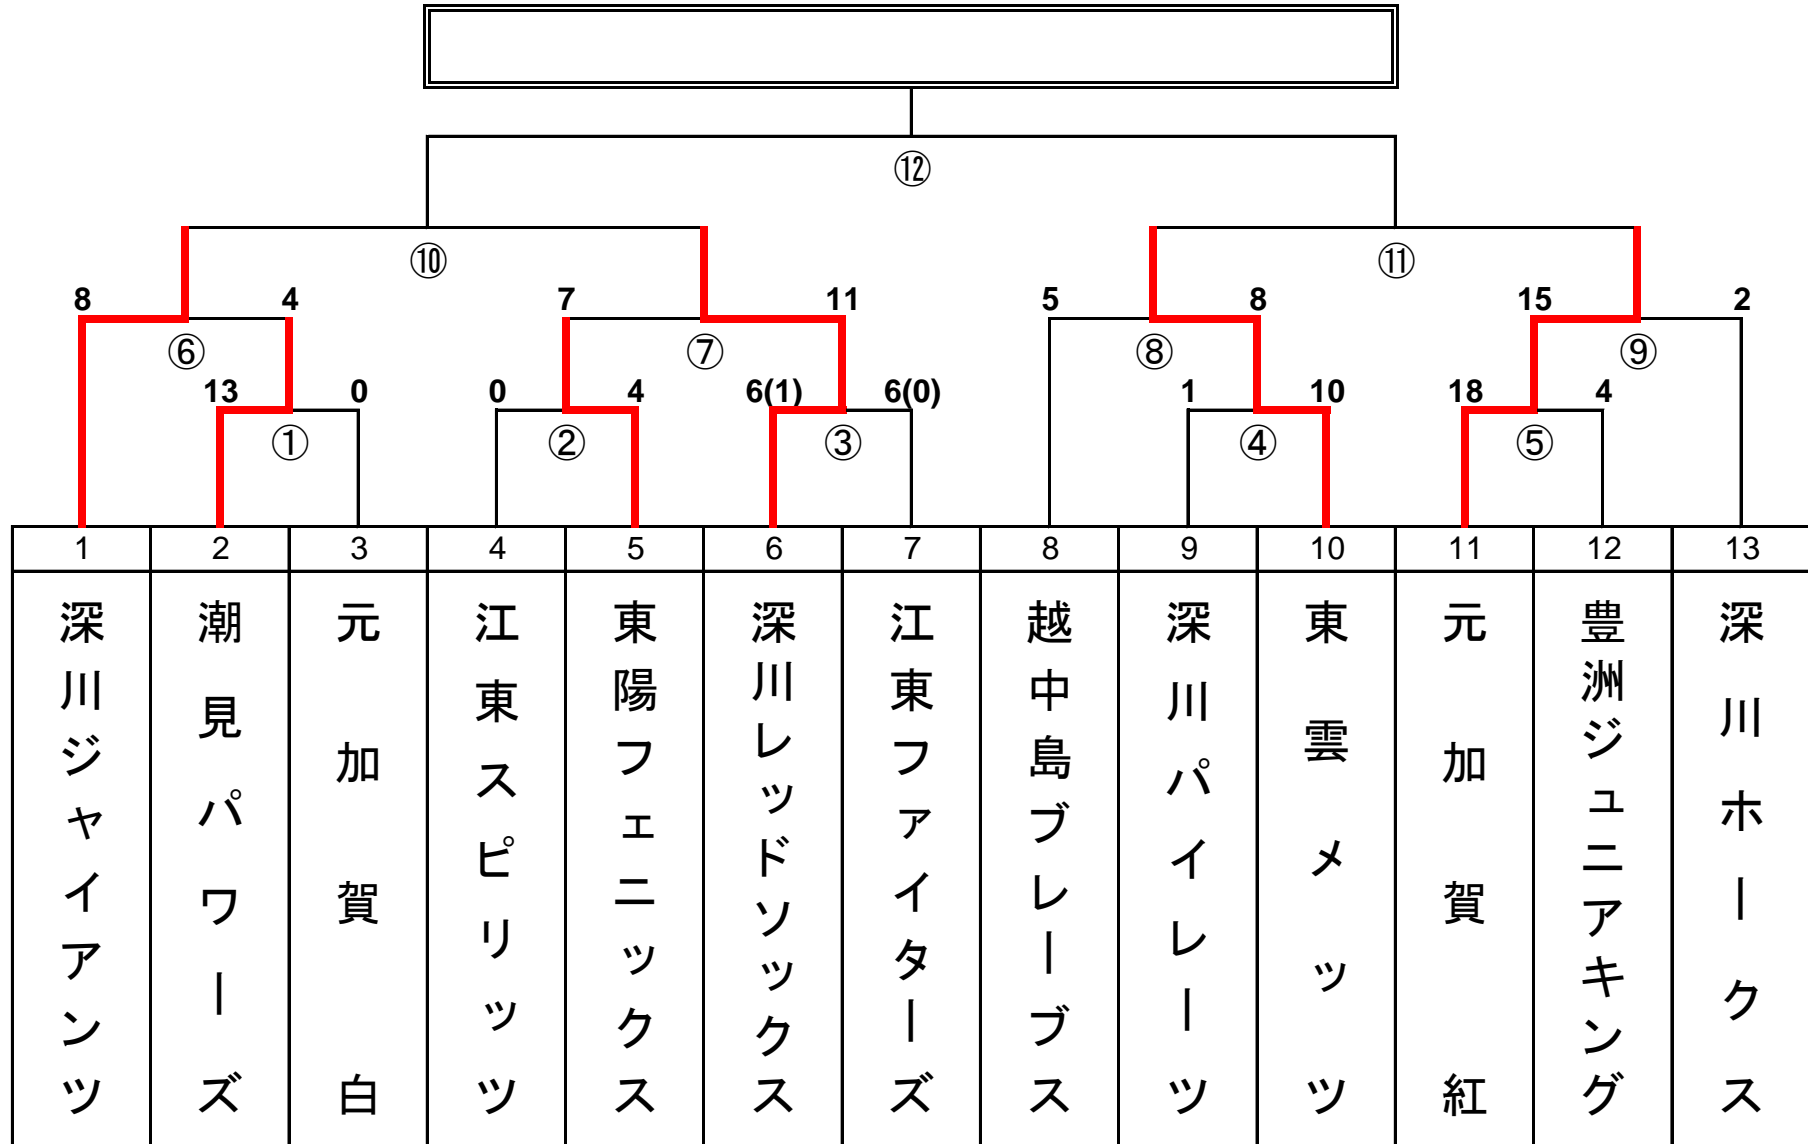 ⑫
⑩ ⑪
8 4 7 11 5 8 15 2
⑥ ⑦ ⑧ ⑨
13 0 0 4 6(1) 6(0) 1 10 18 4
① ② ③ ④ ⑤
1 2 3 4 5 6 7 8 9 10 11 12 13
深川ジャイアンツ
潮見パワーズ
元加賀白
江東スピリッツ
東陽フェニックス
深川レッドソックス
江東ファイターズ
越中島ブレーブス
深川パイレーツ
東雲メッツ
元加賀紅
豊洲ジュニアキング
深川ホークス